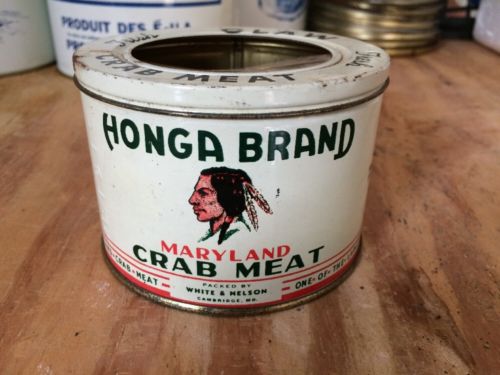 PRODUIT DES É.-U.A.
CLAW
CRAB MEAT
HONGA BRAND
MARYLAND
CRAB MEAT
CRAB - MEAT -
PACKED BY
WHITE & NELSON
CAMBRIDGE, MD.
ONE - OF - THE